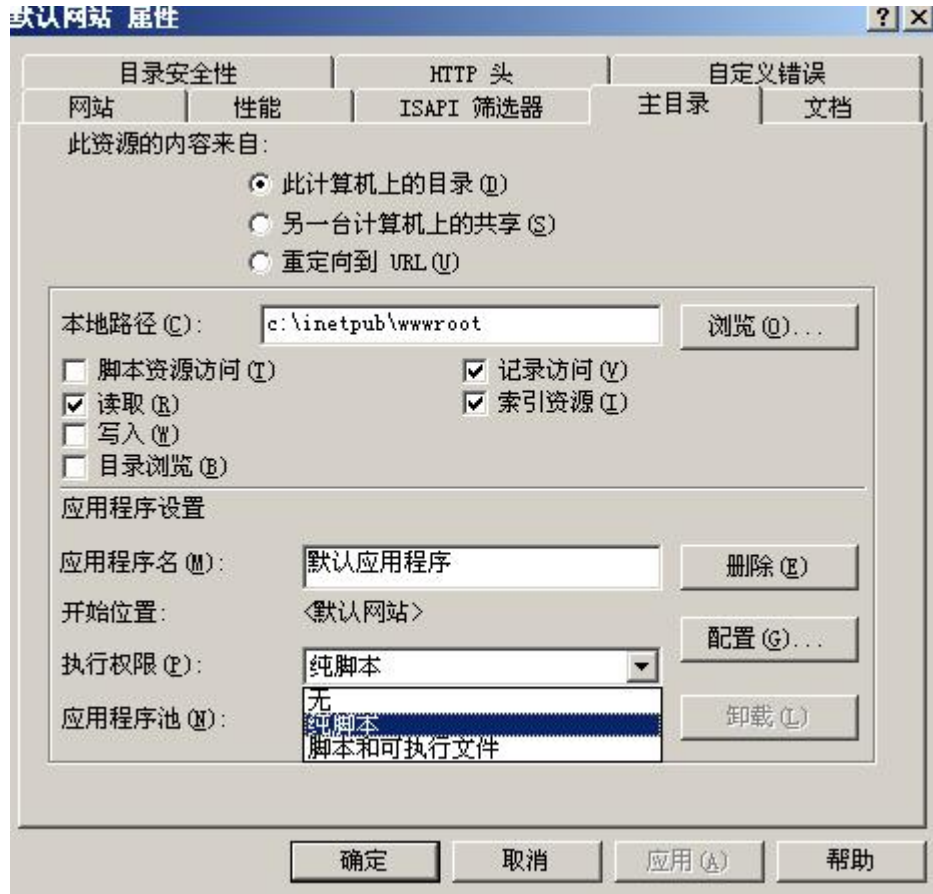 默认网站 属性
目录安全性 HTTP 头 自定义错误
网站 性能 ISAPI 筛选器 主目录 文档
此资源的内容来自:
此计算机上的目录(D)
另一台计算机上的共享(S)
重定向到 URL(U)
本地路径(C): c:\inetpub\wwwroot 浏览(O)...
脚本资源访问(T) 记录访问(V)
读取(R) 索引资源(I)
写入(W)
目录浏览(B)
应用程序设置
应用程序名(M): 默认应用程序 删除(E)
开始位置: <默认网站>
配置(G)...
执行权限(P): 纯脚本
无
应用程序池(N): 纯脚本 卸载(L)
脚本和可执行文件
确定 取消 应用(A) 帮助